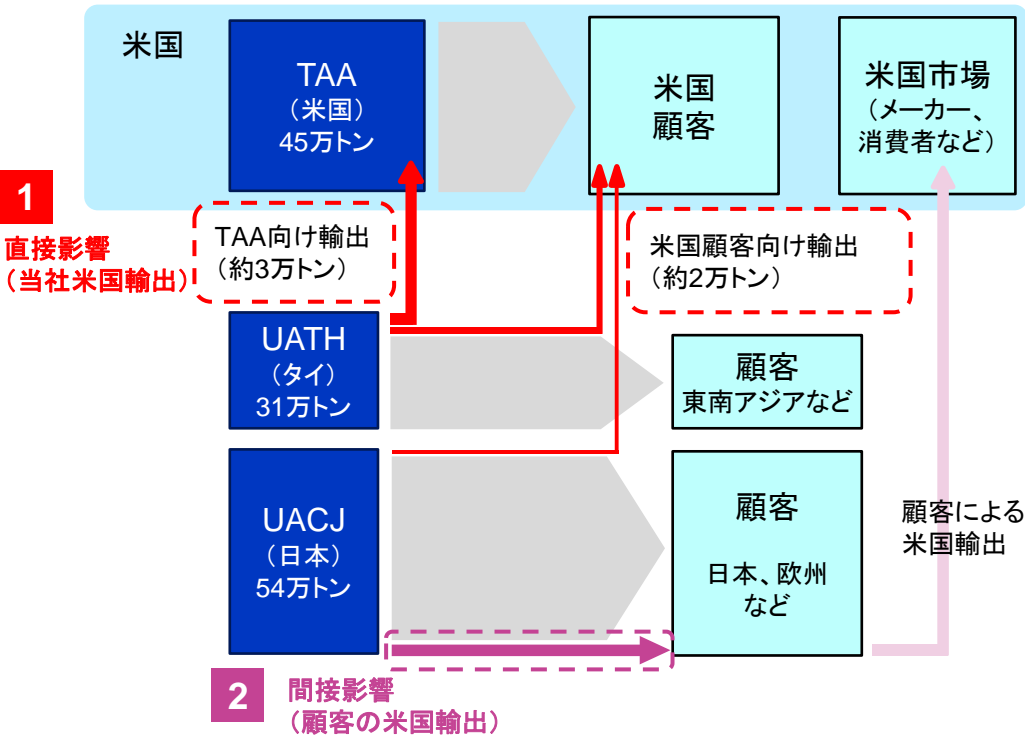 米国
TAA
（米国）
45万トン
米国
顧客
米国市場
（メーカー、
消費者など）
1
直接影響
（当社米国輸出）
TAA向け輸出
（約3万トン）
米国顧客向け輸出
（約2万トン）
UATH
（タイ）
31万トン
顧客
東南アジアなど
UACJ
（日本）
54万トン
顧客
日本、欧州
など
顧客による
米国輸出
2
間接影響
（顧客の米国輸出）